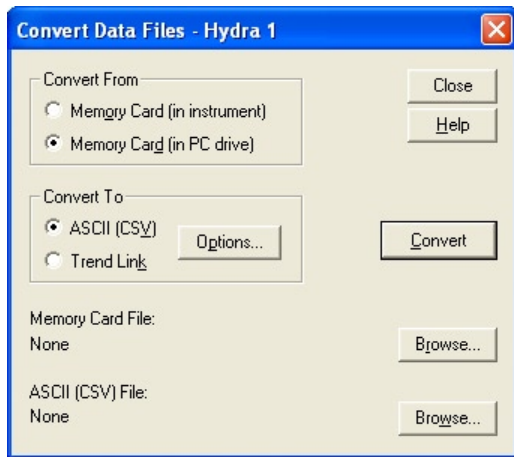 Convert Data Files - Hydra 1
Convert From
Memory Card (in instrument)
Memory Card (in PC drive)
Close
Help
Convert To
ASCII (CSV)
Trend Link
Options...
Convert
Memory Card File:
None
Browse...
ASCII (CSV) File:
None
Browse...